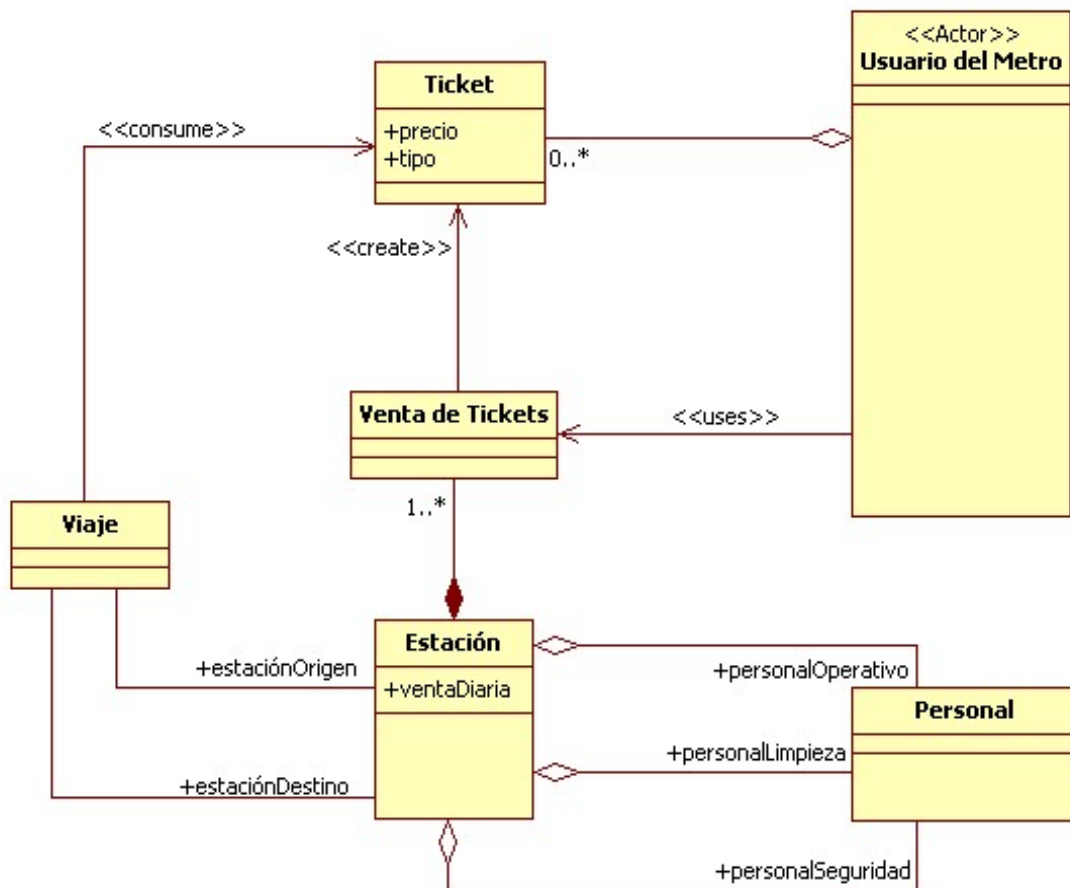 <<Actor>>
Usuario del Metro
Ticket
+precio
+tipo
<<consume>>
0..*
<<create>>
Venta de Tickets
<<uses>>
1..*
Viaje
Estación
+ventaDiaria
+estaciónOrigen
+estaciónDestino
+personalOperativo
Personal
+personalLimpieza
+personalSeguridad